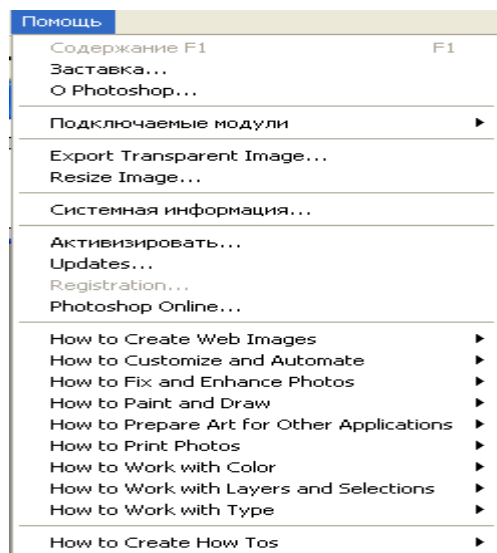 Помощь
Содержание F1 F1
Заставка...
О Photoshop...
Подключаемые модули
Export Transparent Image...
Resize Image...
Системная информация...
Активизировать...
Updates...
Registration...
Photoshop Online...
How to Create Web Images
How to Customize and Automate
How to Fix and Enhance Photos
How to Paint and Draw
How to Prepare Art for Other Applications
How to Print Photos
How to Work with Color
How to Work with Layers and Selections
How to Work with Type
How to Create How Tos